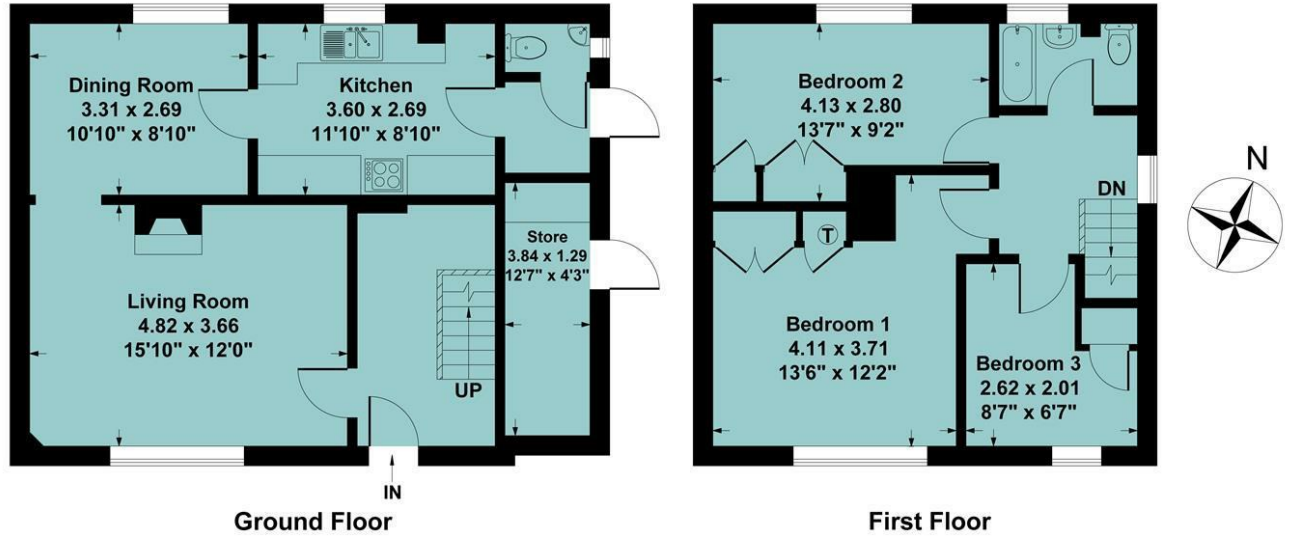 Dining Room
3.31 x 2.69
10'10" x 8'10"
Kitchen
3.60 x 2.69
11'10" x 8'10"
Living Room
4.82 x 3.66
15'10" x 12'0"
Store
3.84 x 1.29
12'7" x 4'3"
UP
IN
Ground Floor
Bedroom 2
4.13 x 2.80
13'7" x 9'2"
DN
T
Bedroom 1
4.11 x 3.71
13'6" x 12'2"
Bedroom 3
2.62 x 2.01
8'7" x 6'7"
First Floor
N